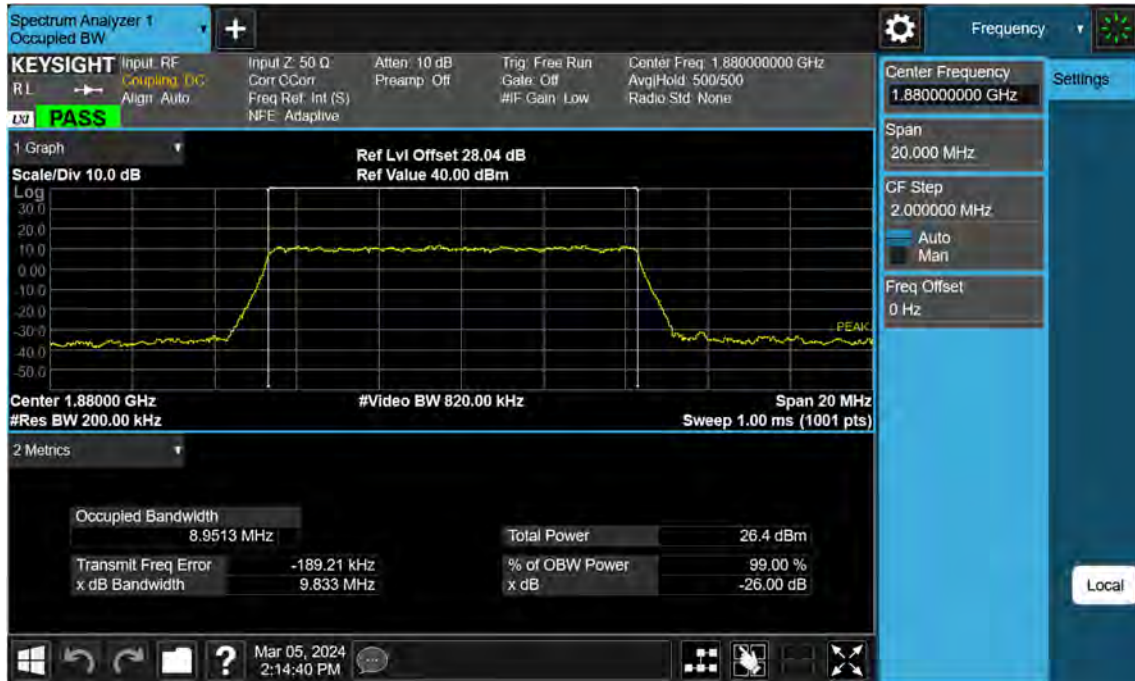 Spectrum Analyzer 1
Occupied BW
Frequency
KEYSIGHT
Input: RF
Coupling: DC
Align: Auto
Input Z: 50 Ω
Corr CCorr
Freq Ref: Int (S)
NFE: Adaptive
Atten: 10 dB
Preamp: Off
Trig: Free Run
Gate: Off
#IF Gain: Low
Center Freq: 1.880000000 GHz
Avg|Hold: 500/500
Radio Std: None
R L
LXI
PASS
Center Frequency
1.880000000 GHz
Settings
Span
20.000 MHz
CF Step
2.000000 MHz
Auto
Man
Freq Offset
0 Hz
1 Graph
Scale/Div 10.0 dB
Ref Lvl Offset 28.04 dB
Ref Value 40.00 dBm
Log
30.0
20.0
10.0
0.00
-10.0
-20.0
-30.0
-40.0
-50.0
PEAK
Center 1.88000 GHz
#Video BW 820.00 kHz
Span 20 MHz
#Res BW 200.00 kHz
Sweep 1.00 ms (1001 pts)
2 Metrics
Occupied Bandwidth
8.9513 MHz
Total Power 26.4 dBm
Transmit Freq Error -189.21 kHz
% of OBW Power 99.00 %
x dB Bandwidth 9.833 MHz
x dB -26.00 dB
Local
?
Mar 05, 2024
2:14:40 PM